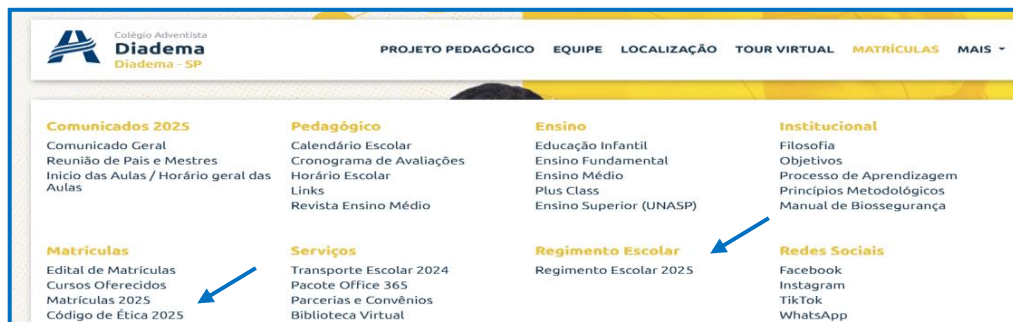 Colégio Adventista
Diadema
Diadema - SP
PROJETO PEDAGÓGICO EQUIPE LOCALIZAÇÃO TOUR VIRTUAL MATRÍCULAS MAIS
Comunicados 2025
Comunicado Geral
Reunião de Pais e Mestres
Inicio das Aulas / Horário geral das
Aulas
Pedagógico
Calendário Escolar
Cronograma de Avaliações
Horário Escolar
Links
Revista Ensino Médio
Ensino
Educação Infantil
Ensino Fundamental
Ensino Médio
Plus Class
Ensino Superior (UNASP)
Institucional
Filosofia
Objetivos
Processo de Aprendizagem
Princípios Metodológicos
Manual de Biossegurança
Matriculas
Edital de Matrículas
Cursos Oferecidos
Matrículas 2025
Código de Ética 2025
Serviços
Transporte Escolar 2024
Pacote Office 365
Parcerias e Convênios
Biblioteca Virtual
Regimento Escolar
Regimento Escolar 2025
Redes Sociais
Facebook
Instagram
TikTok
WhatsApp